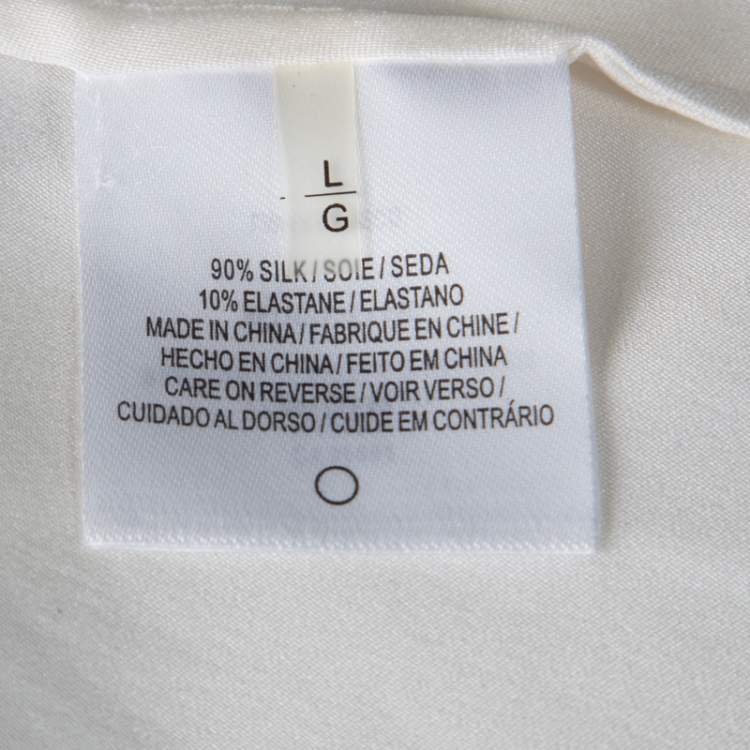 L
G
90% SILK / SOIE / SEDA
10% ELASTANE / ELASTANO
MADE IN CHINA / FABRIQUE EN CHINE /
HECHO EN CHINA / FEITO EM CHINA
CARE ON REVERSE / VOIR VERSO /
CUIDADO AL DORSO / CUIDE EM CONTRÁRIO